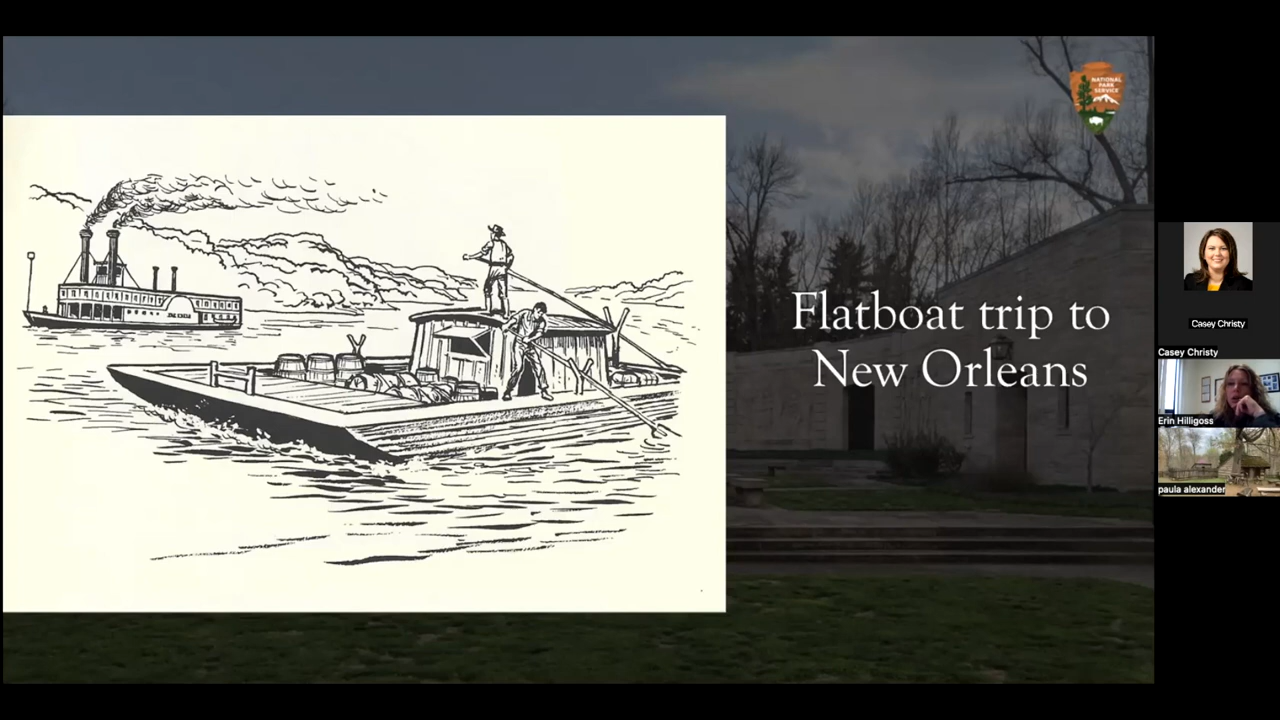 NATIONAL
PARK
SERVICE
Flatboat trip to
New Orleans
Casey Christy
Casey Christy
Erin Hilligoss
paula alexander